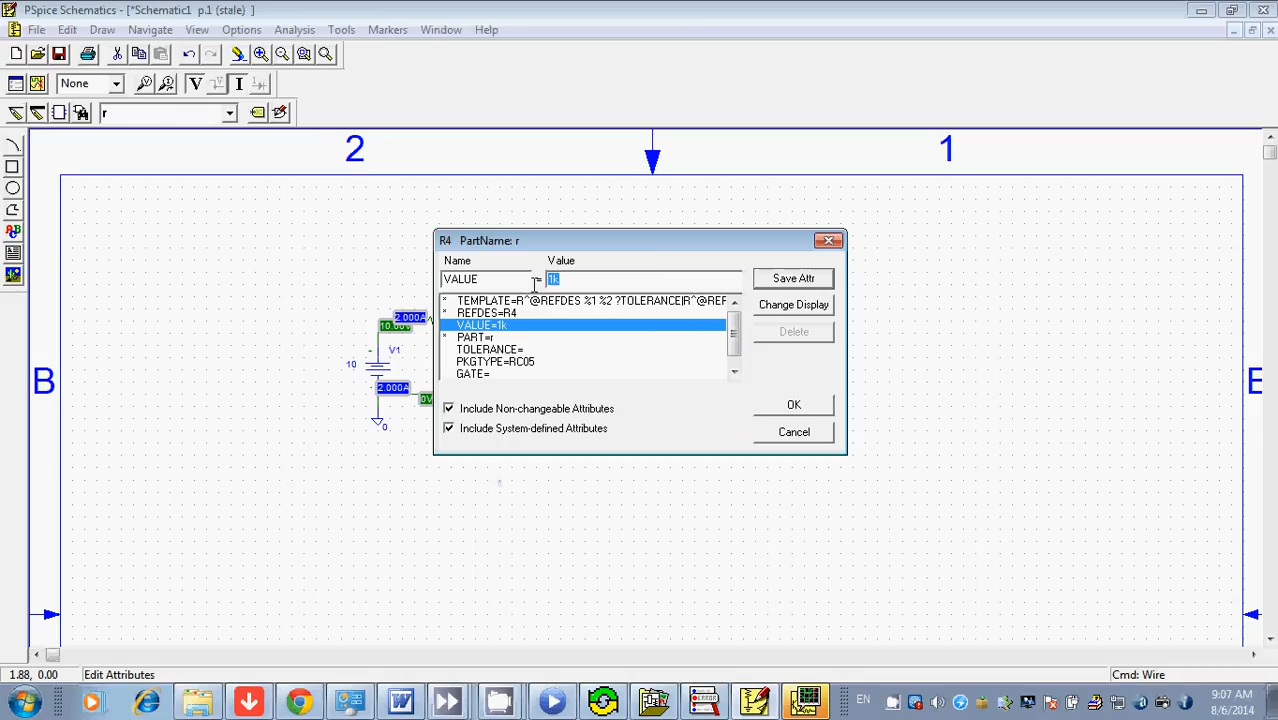 PSpice Schematics - [*Schematic1  p.1 (stale)  ]
File Edit Draw Navigate View Options Analysis Tools Markers Window Help
None V I
r
2 1
R4 PartName: r
Name Value
VALUE = 1k Save Attr
* TEMPLATE=R^@REFDES %1 %2 ?TOLERANCE|R^@REF
* REFDES=R4 Change Display
VALUE=1k
* PART=r Delete
TOLERANCE=
PKGTYPE=RC05
GATE=
2.000A
10.00V
V1
10
2.000A
0V
0
B
Include Non-changeable Attributes OK
Include System-defined Attributes Cancel
1.88, 0.00 Edit Attributes Cmd: Wire
EN 9:07 AM
8/6/2014